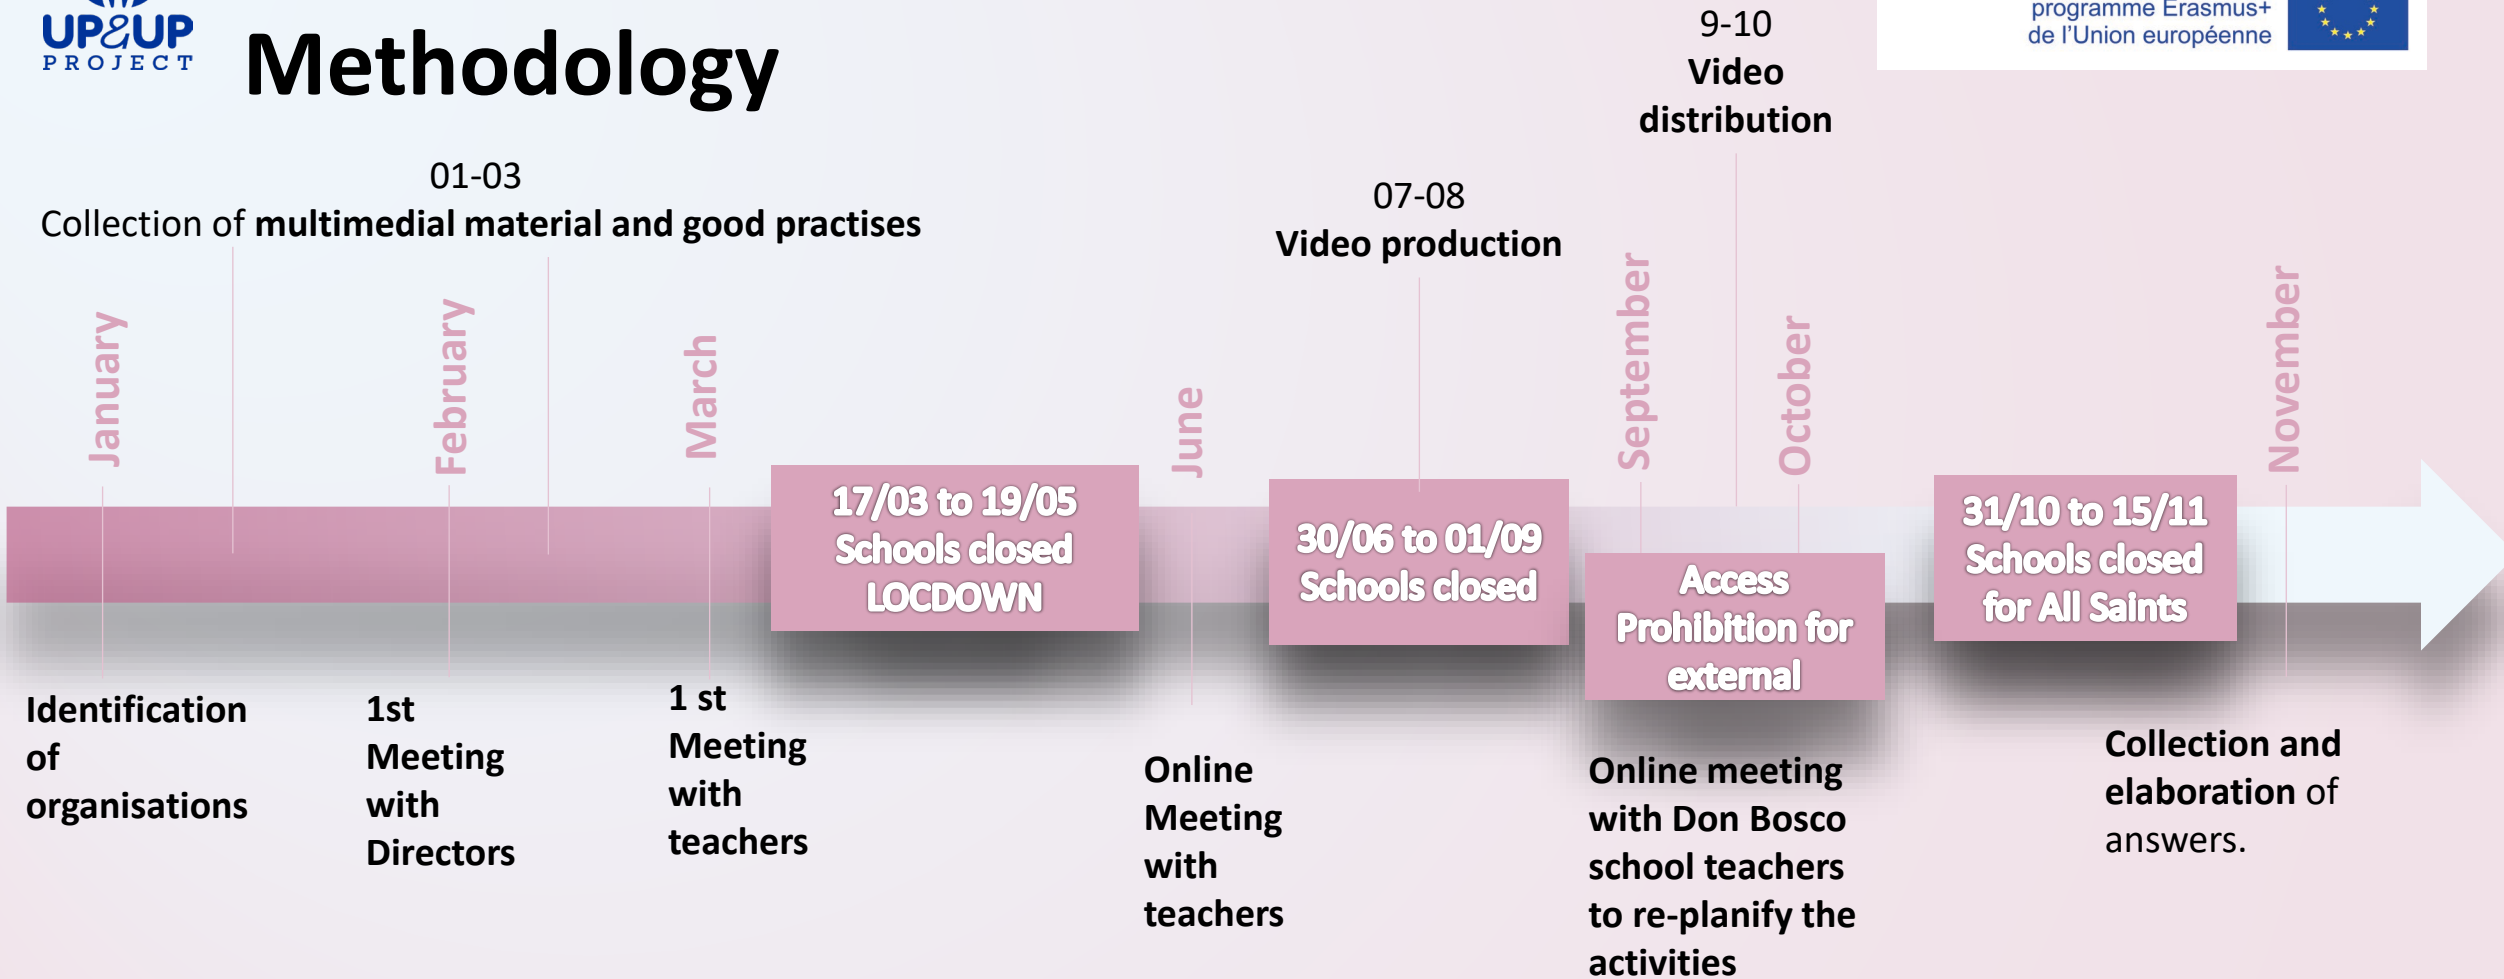 UP&UP
PROJECT
Methodology
programme Erasmus+
de l'Union européenne
01-03
Collection of multimedial material and good practises
07-08
Video production
9-10
Video
distribution
January
February
March
June
September
October
November
17/03 to 19/05
Schools closed
LOCDOWN
30/06 to 01/09
Schools closed
Access
Prohibition for
external
31/10 to 15/11
Schools closed
for All Saints
Identification
of
organisations
1st
Meeting
with
Directors
1 st
Meeting
with
teachers
Online
Meeting
with
teachers
Online meeting
with Don Bosco
school teachers
to re-planify the
activities
Collection and
elaboration of
answers.